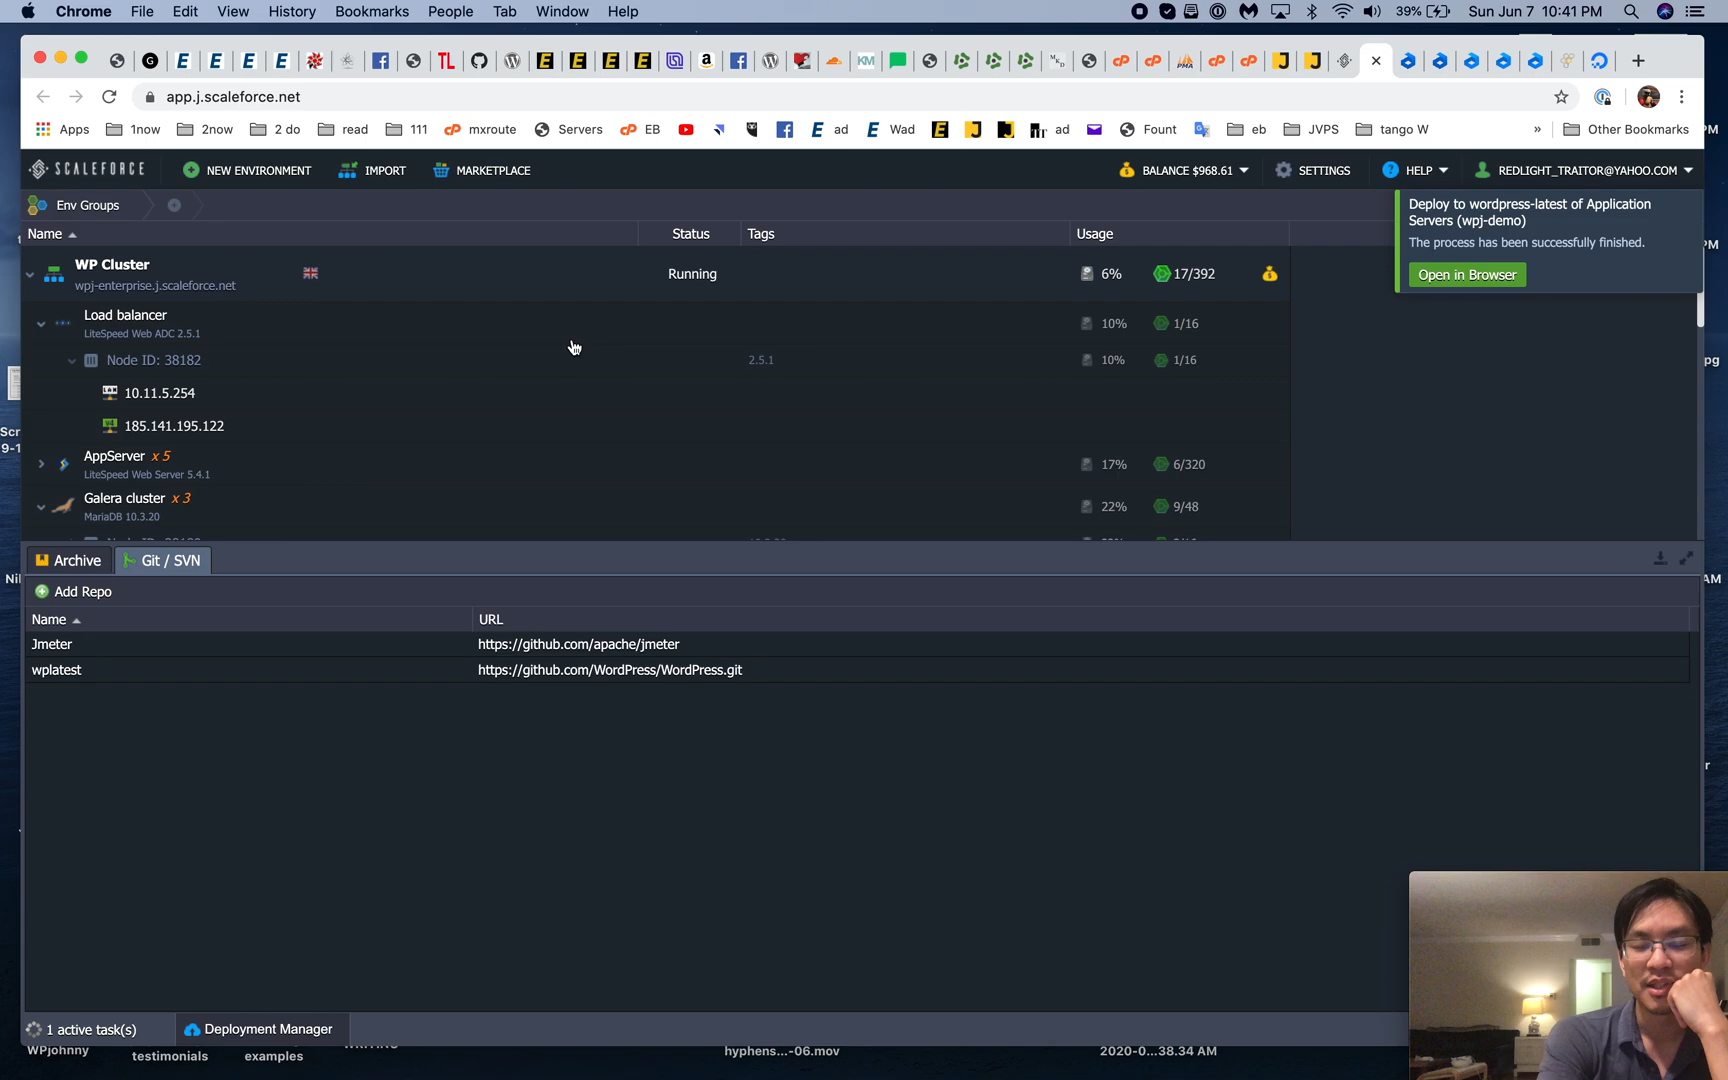 Chrome File Edit View History Bookmarks People Tab Window Help 39% Sun Jun 7 10:41 PM
app.j.scaleforce.net
Apps 1now 2now 2 do read 111 mxroute Servers EB ad Wad ad Fount eb JVPS tango W » Other Bookmarks
SCALEFORCE NEW ENVIRONMENT IMPORT MARKETPLACE BALANCE $968.61 SETTINGS HELP REDLIGHT_TRAITOR@YAHOO.COM
Env Groups
Deploy to wordpress-latest of Application
Servers (wpj-demo)
The process has been successfully finished.
Open in Browser
Name Status Tags Usage
WP Cluster
wpj-enterprise.j.scaleforce.net
Running 6% 17/392
Load balancer
LiteSpeed Web ADC 2.5.1
10% 1/16
Node ID: 38182 2.5.1 10% 1/16
10.11.5.254
185.141.195.122
AppServer x 5
LiteSpeed Web Server 5.4.1
17% 6/320
Galera cluster x 3
MariaDB 10.3.20
22% 9/48
Archive Git / SVN
Add Repo
Name URL
Jmeter https://github.com/apache/jmeter
wplatest https://github.com/WordPress/WordPress.git
1 active task(s) Deployment Manager
WPjohnny
testimonials
examples
hyphens...-06.mov
2020-0...38.34 AM